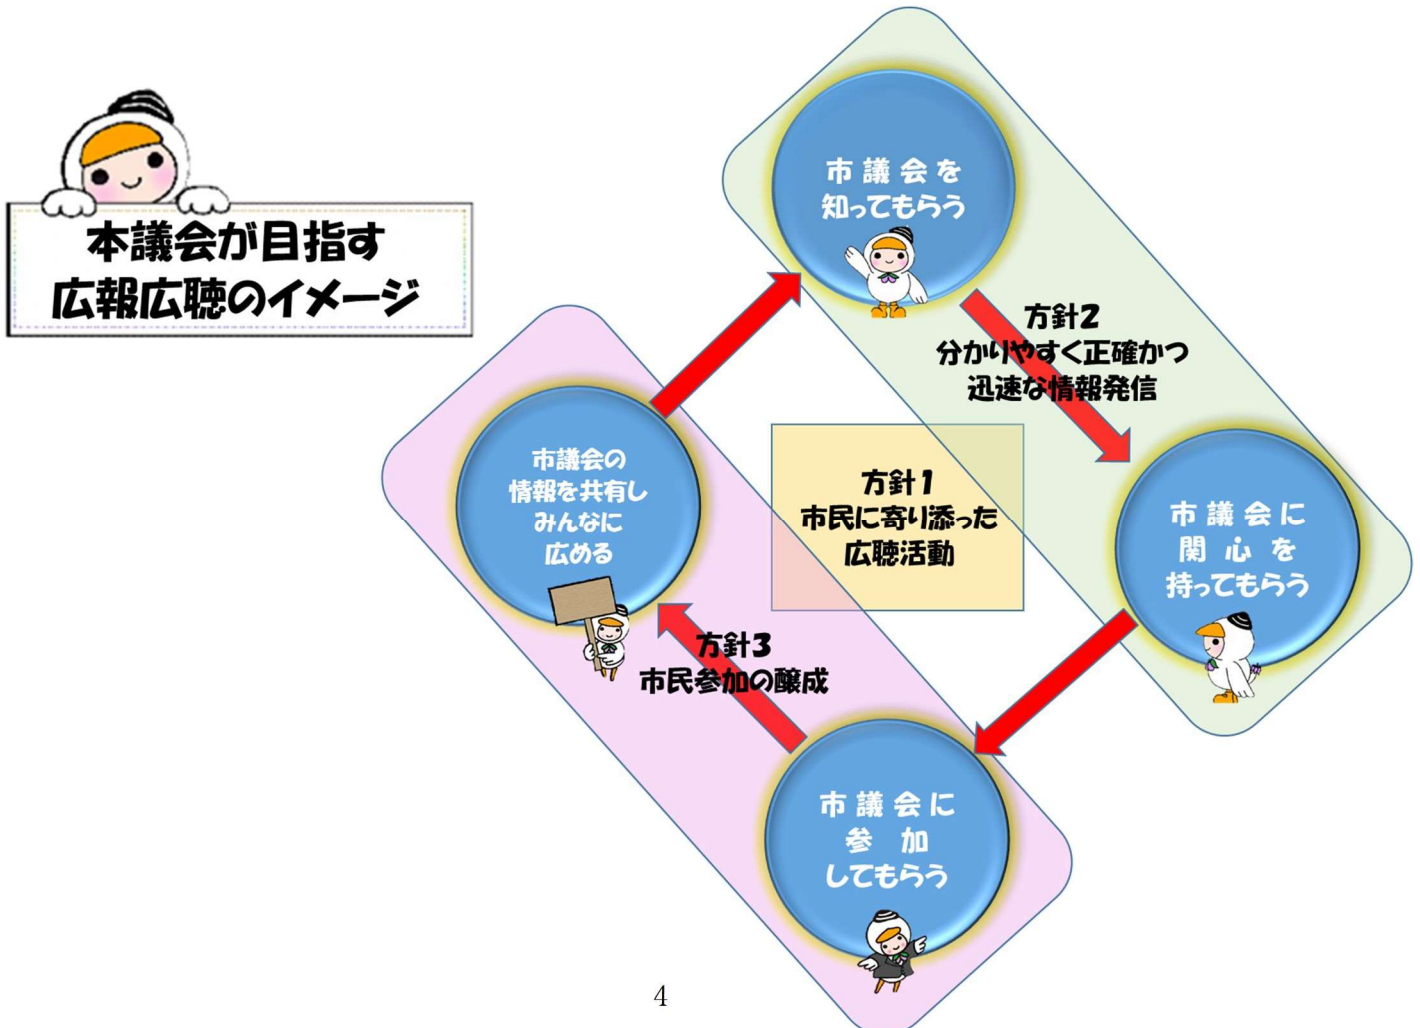 本議会が目指す
広報広聴のイメージ
市議会を
知ってもらう
方針2
分かりやすく正確かつ
迅速な情報発信
市議会に
関心を
持ってもらう
方針1
市民に寄り添った
広聴活動
市議会の
情報を共有し
みんなに
広める
方針3
市民参加の醸成
市議会に
参加
してもらう
4